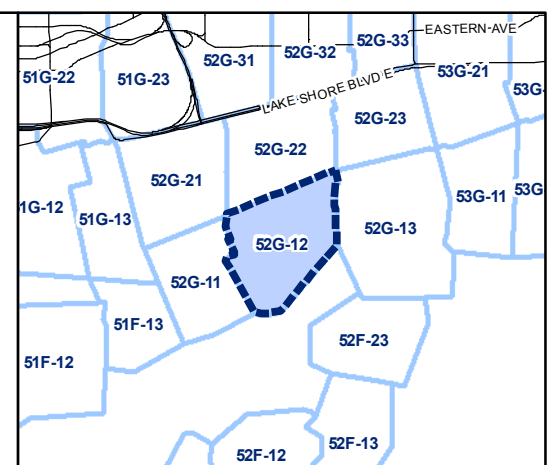 EASTERN-AVE
52G-33
52G-32
52G-31
51G-22
51G-23
53G-21
LAKE SHORE BLVD E
53G-
52G-23
52G-22
52G-21
1G-12
51G-13
53G-11
53G
52G-13
52G-12
52G-11
51F-13
52F-23
51F-12
52F-13
52F-12